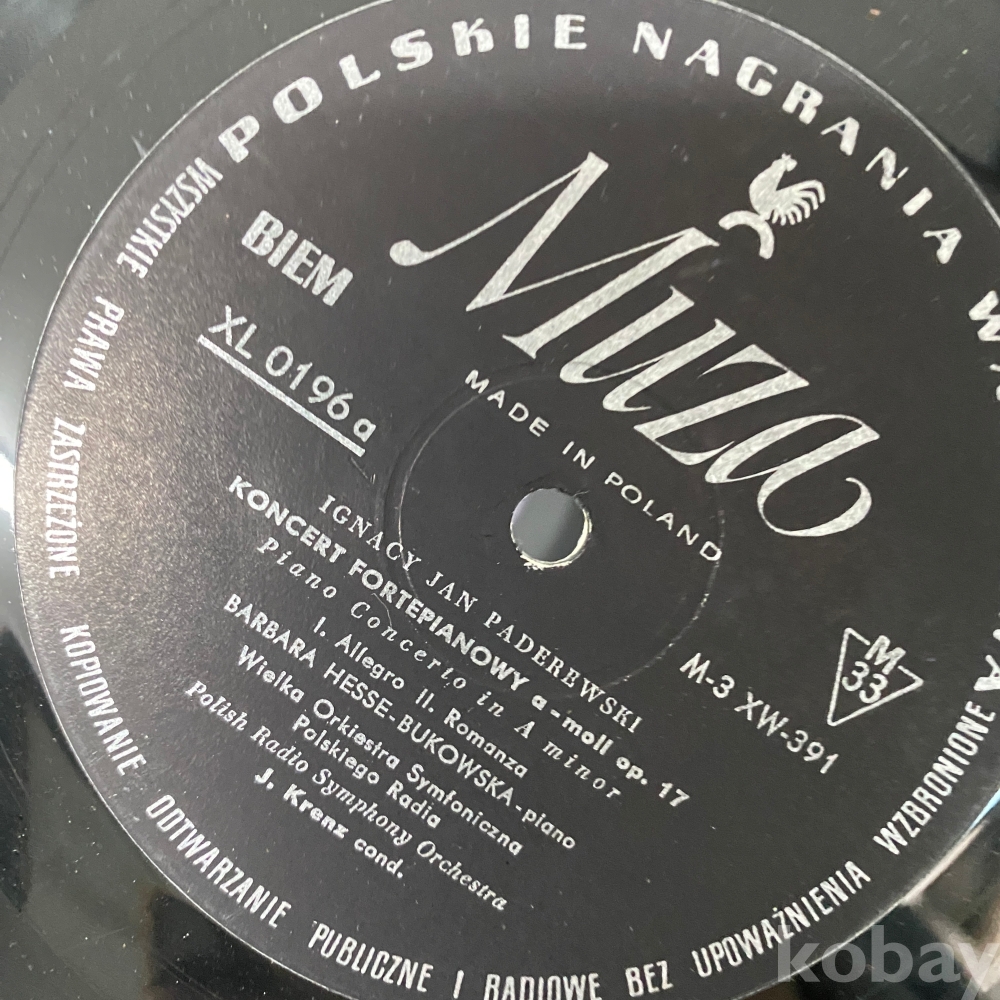 POLSKIE NAGRANIA
Muza
BIEM
XL 0196 a
MADE IN POLAND
IGNACY JAN PADEREWSKI
KONCERT FORTEPIANOWY a-moll op. 17
Piano Concerto in A minor
I. Allegro II. Romanza
BARBARA HESSE-BUKOWSKA-piano
Wielka Orkiestra Symfoniczna
Polskiego Radia
Polish Radio Symphony Orchestra
J. Krenz cond.
M-3 XW-391
M
33
WSZYSTKIE PRAWA ZASTRZEŻONE KOPIOWANIE ODTWARZANIE PUBLICZNE I RADIOWE BEZ UPOWAŻNIENIA WZBRONIONE
kobay